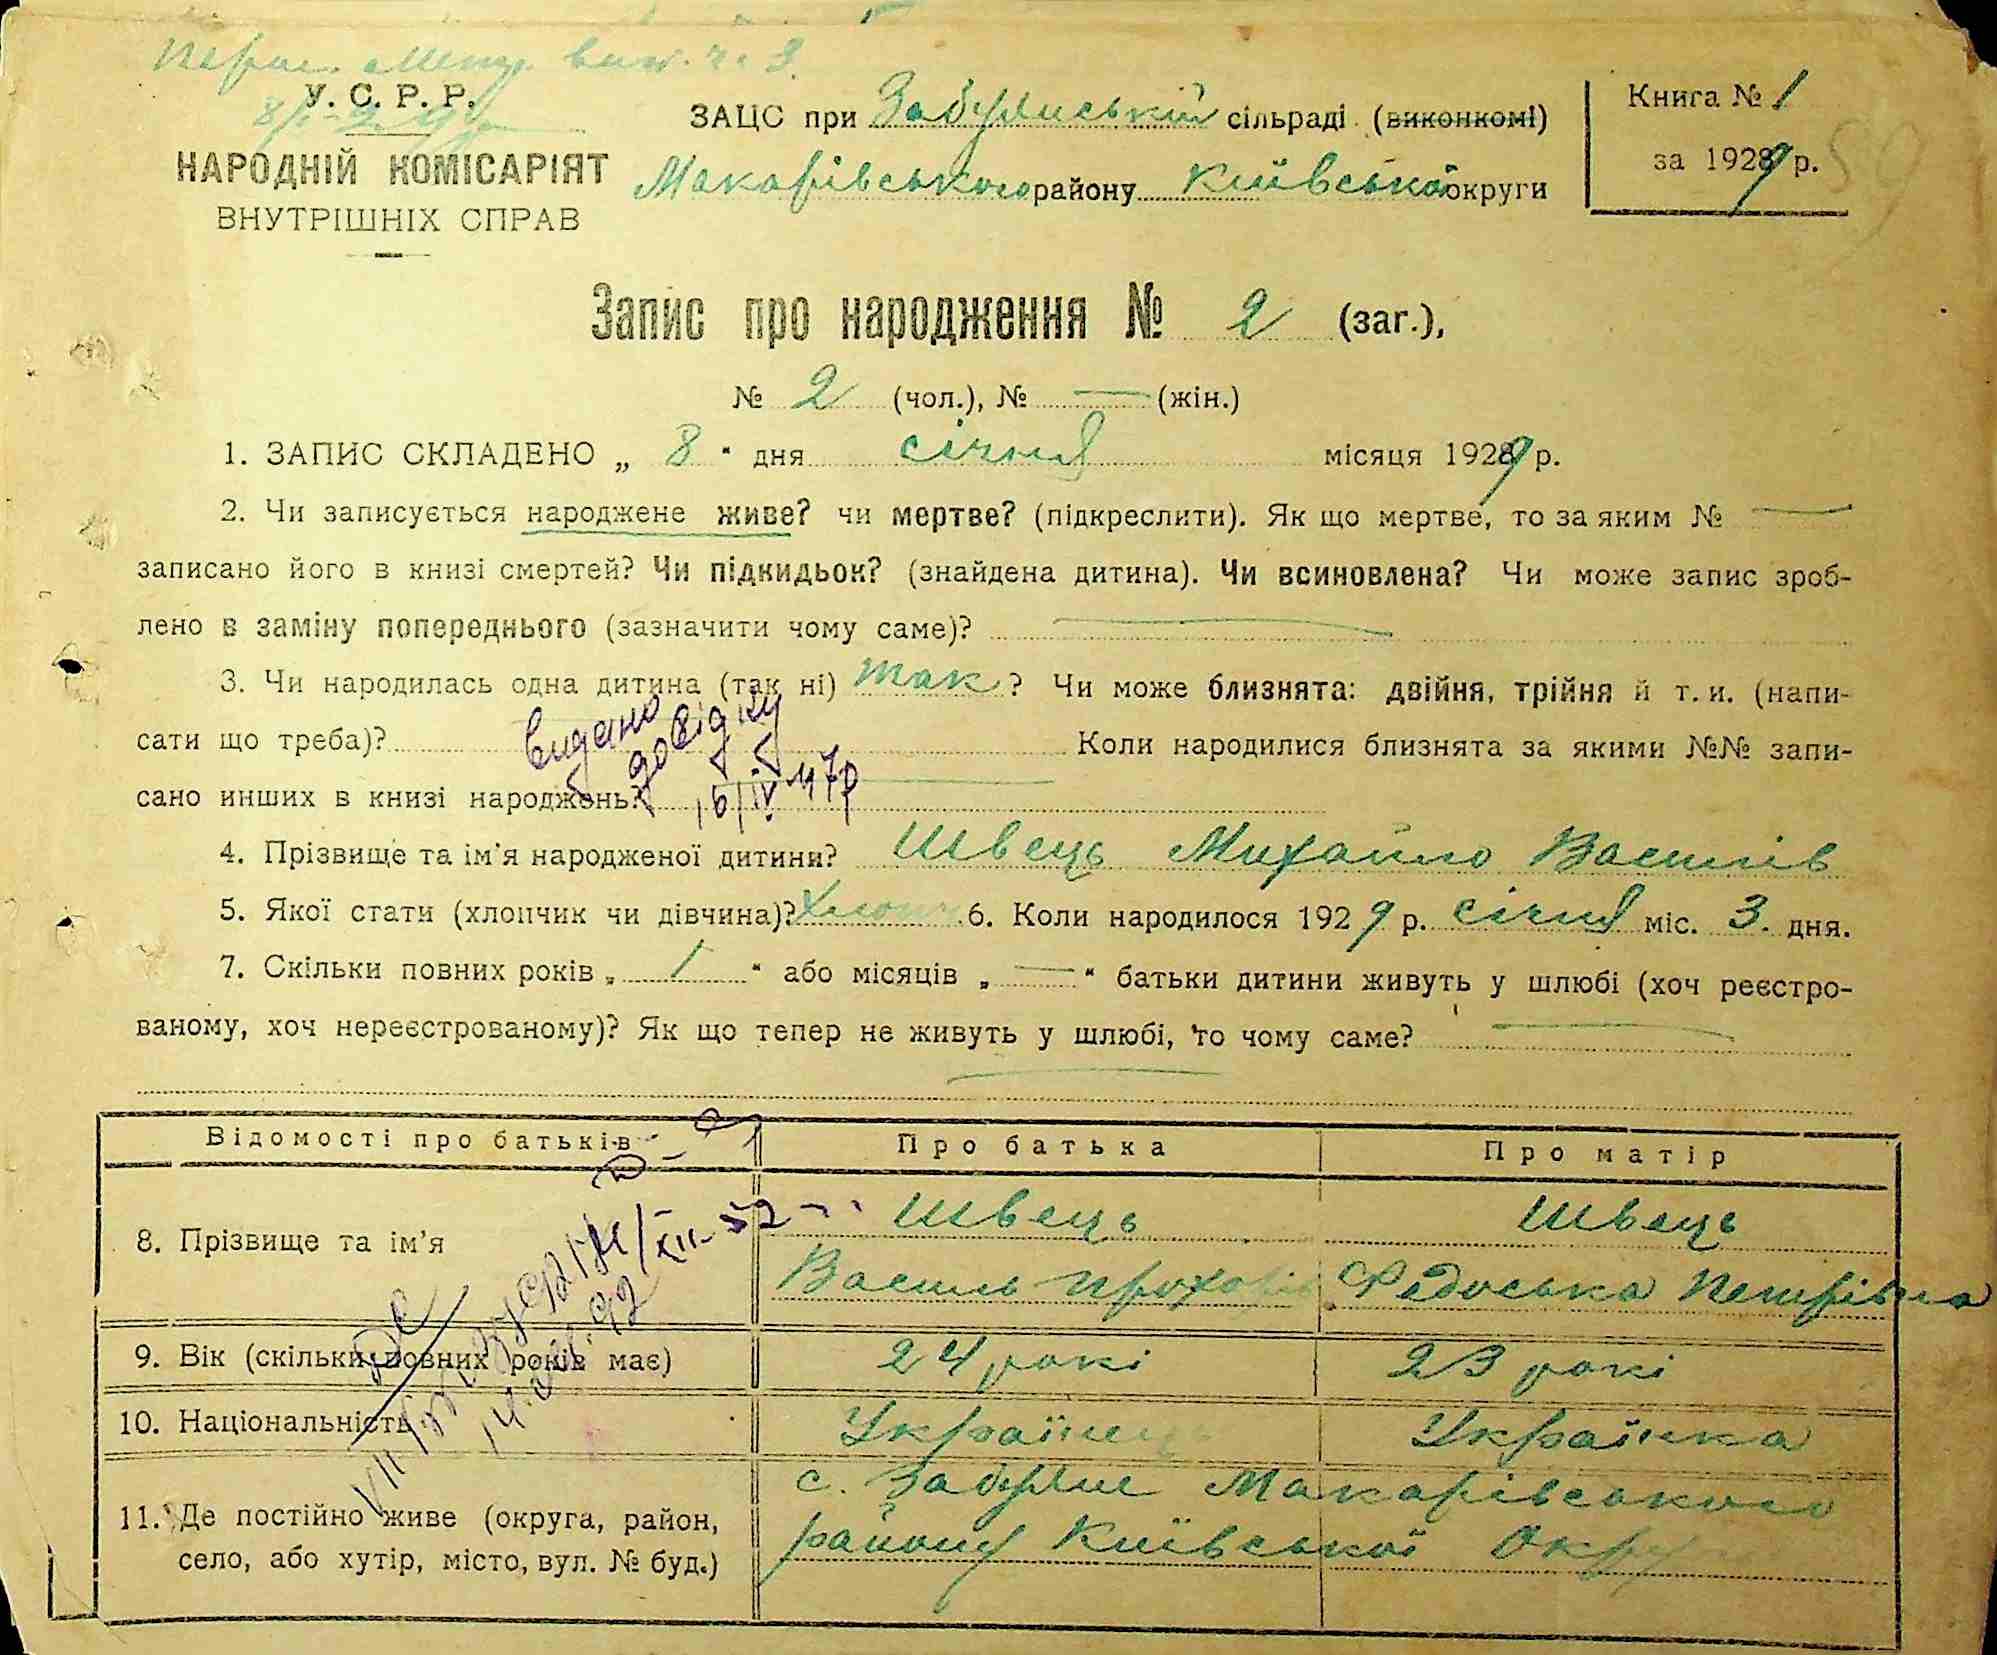 У. С. Р. Р.
НАРОДНІЙ КОМІСАРІЯТ
ВНУТРІШНІХ СПРАВ
ЗАЦС при Забуянській сільраді (виконкомі)
Макарівського району Київської округи
Книга № 1
за 1929 р.
59
Запис про народження № 2 (заг.),
№ 2 (чол.), № — (жін.)
1. ЗАПИС СКЛАДЕНО „ 8 " дня січня місяця 1929 р.
2. Чи записується народжене живе? чи мертве? (підкреслити). Як що мертве, то за яким № —
записано його в книзі смертей? Чи підкидьок? (знайдена дитина). Чи всиновлена? Чи може запис зроб-
лено в заміну попереднього (зазначити чому саме)? —
3. Чи народилась одна дитина (так ні) так ? Чи може близнята: двійня, трійня й т. и. (напи-
сати що треба)? Коли народилися близнята за якими №№ запи-
сано инших в книзі народжень? —
видано
довідку
4. Прізвище та ім'я народженої дитини? Швець Михайло Василів
5. Якої стати (хлопчик чи дівчина)? Хлопч. 6. Коли народилося 1929 р. січня міс. 3. дня.
7. Скільки повних років „ 1 " або місяців „ — " батьки дитини живуть у шлюбі (хоч реєстро-
ваному, хоч нереєстрованому)? Як що тепер не живуть у шлюбі, то чому саме? —
Відомості про батьків Про батька Про матір
8. Прізвище та ім'я Швець Швець
Василь Прохорів Федоська Петрівна
9. Вік (скільки повних років має) 24 рокі 23 рокі
10. Національність Українець Українка
11. Де постійно живе (округа, район, с. Забуяне Макарівського
село, або хутір, місто, вул. № буд.) району Київської Окру